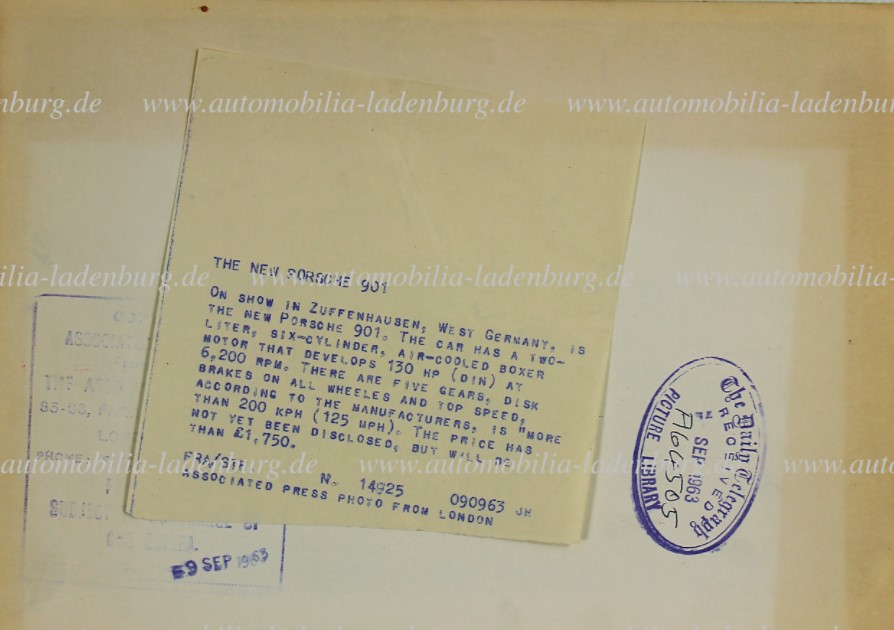 www.automobilia-ladenburg.de
THE NEW PORSCHE 901
ON SHOW IN ZUFFENHAUSEN, WEST GERMANY, IS
THE NEW PORSCHE 901. THE CAR HAS A TWO-
LITER, SIX-CYLINDER, AIR-COOLED BOXER
MOTOR THAT DEVELOPS 130 HP (DIN) AT
6,200 RPM. THERE ARE FIVE GEARS, DISK
BRAKES ON ALL WHEELES AND TOP SPEED,
ACCORDING TO THE MANUFACTURERS, IS "MORE
THAN 200 KPH (125 MPH). THE PRICE HAS
NOT YET BEEN DISCLOSED, BUT WILL BE
THAN £1,750.
No. 14925 090963 JH
ASSOCIATED PRESS PHOTO FROM LONDON
9 SEP 1963
The Daily Telegraph
RECEIVED
SEP 1963
A64505
PICTURE LIBRARY